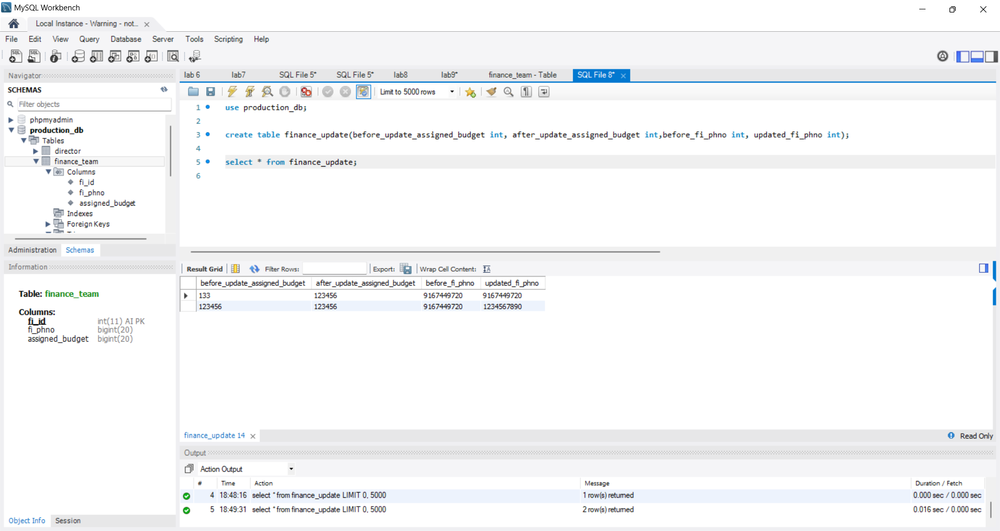 MySQL Workbench
Local Instance - Warning - not...
File Edit View Query Database Server Tools Scripting Help
Navigator
SCHEMAS
Filter objects
phpmyadmin
production_db
Tables
director
finance_team
Columns
fi_id
fi_phno
assigned_budget
Indexes
Foreign Keys
Administration Schemas
Information
Table: finance_team
Columns:
fi_id int(11) AI PK
fi_phno bigint(20)
assigned_budget bigint(20)
Object Info Session
lab 6 lab7 SQL File 5* SQL File 5* lab8 lab9* finance_team - Table SQL File 8*
Limit to 5000 rows
1 use production_db;
2
3 create table finance_update(before_update_assigned_budget int, after_update_assigned_budget int,before_fi_phno int, updated_fi_phno int);
4
5 select * from finance_update;
6
Result Grid Filter Rows: Export: Wrap Cell Content:
before_update_assigned_budget after_update_assigned_budget before_fi_phno updated_fi_phno
133 123456 9167449720 9167449720
123456 123456 9167449720 1234567890
finance_update 14 Read Only
Output
Action Output
# Time Action Message Duration / Fetch
4 18:48:16 select * from finance_update LIMIT 0, 5000 1 row(s) returned 0.000 sec / 0.000 sec
5 18:49:31 select * from finance_update LIMIT 0, 5000 2 row(s) returned 0.016 sec / 0.000 sec